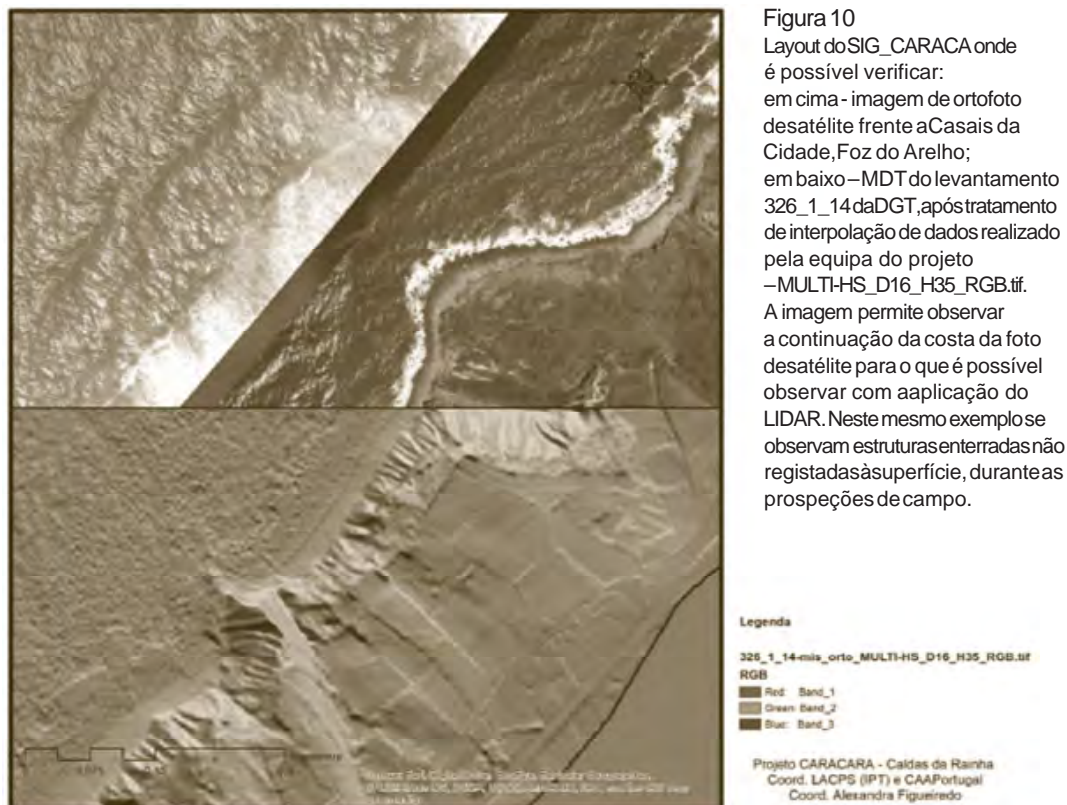 Figura 10
Layout do SIG_CARACA onde
é possível verificar:
em cima - imagem de ortofoto
desatélite frente a Casais da
Cidade, Foz do Arelho;
em baixo – MDT do levantamento
326_1_14 da DGT, após tratamento
de interpolação de dados realizado
pela equipa do projeto
–MULTI-HS_D16_H35_RGB.tif.
A imagem permite observar
a continuação da costa da foto
desatélite para o que é possível
observar com a aplicação do
LIDAR. Neste mesmo exemplo se
observam estruturas enterradas não
registadas à superfície, durante as
prospeções de campo.
Legenda
326_1_14-mis_orto_MULTI-HS_D16_H35_RGB.tif
RGB
Red: Band_1
Green: Band_2
Blue: Band_3
Projeto CARACARA - Caldas da Rainha
Coord. LACPS (IPT) e CAAPortugal
Coord. Alexandra Figueiredo